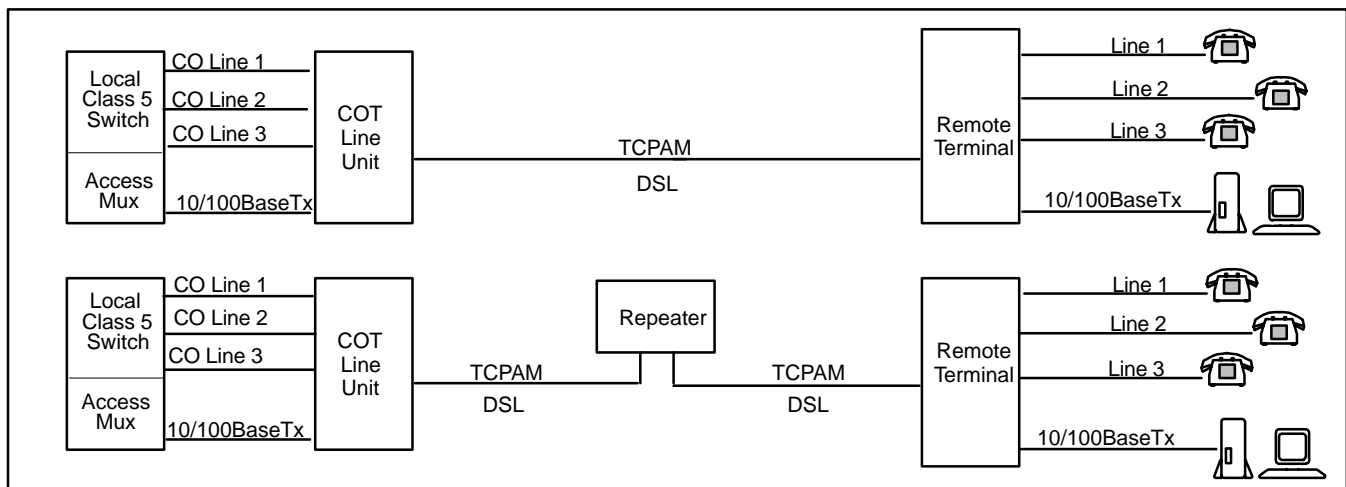 Local
Class 5
Switch
Access
Mux
CO Line 1
CO Line 2
CO Line 3
10/100BaseTx
COT
Line
Unit
TCPAM
DSL
Remote
Terminal
Line 1
Line 2
Line 3
10/100BaseTx
Local
Class 5
Switch
Access
Mux
CO Line 1
CO Line 2
CO Line 3
10/100BaseTx
COT
Line
Unit
TCPAM
DSL
Repeater
TCPAM
DSL
Remote
Terminal
Line 1
Line 2
Line 3
10/100BaseTx